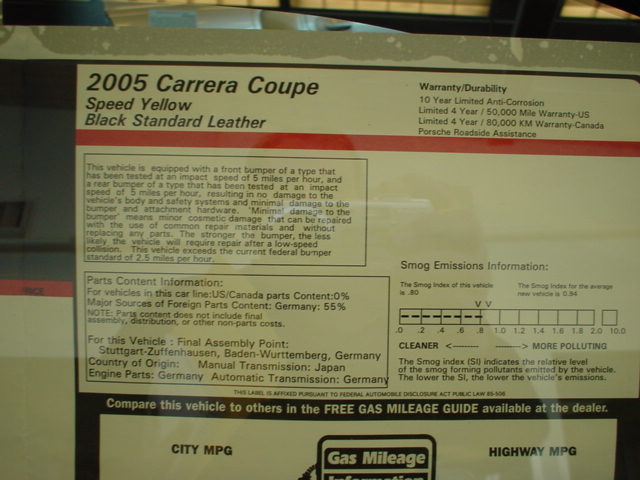 2005 Carrera Coupe
Speed Yellow
Black Standard Leather
Warranty/Durability
10 Year Limited Anti-Corrosion
Limited 4 Year / 50,000 Mile Warranty-US
Limited 4 Year / 80,000 KM Warranty-Canada
Porsche Roadside Assistance
This vehicle is equipped with a front bumper of a type that
has been tested at an impact speed of 5 miles per hour, and
a rear bumper of a type that has been tested at an impact
speed of 5 miles per hour, resulting in no damage to the
vehicle's body and safety systems and minimal damage to the
bumper and attachment hardware. "Minimal damage to the
bumper" means minor cosmetic damage that can be repaired
with the use of common repair materials and without
replacing any parts. The stronger the bumper, the less
likely the vehicle will require repair after a low-speed
collision. This vehicle exceeds the current federal bumper
standard of 2.5 miles per hour.
PRICE
Parts Content Information:
For vehicles in this car line:US/Canada parts Content:0%
Major Sources of Foreign Parts Content: Germany: 55%
NOTE: Parts content does not include final
assembly, distribution, or other non-parts costs.
For this Vehicle : Final Assembly Point:
Stuttgart-Zuffenhausen, Baden-Wurttemberg, Germany
Country of Origin: Manual Transmission: Japan
Engine Parts: Germany Automatic Transmission: Germany
Smog Emissions Information:
The Smog Index of this vehicle
is .80
The Smog Index for the average
new vehicle is 0.94
V V
.0 .2 .4 .6 .8 1.0 1.2 1.4 1.6 1.8 2.0 10.0
CLEANER <-------- --------> MORE POLLUTING
The Smog index (SI) indicates the relative level
of the smog forming pollutants emitted by the vehicle.
The lower the SI, the lower the vehicle's emissions.
THIS LABEL IS AFFIXED PURSUANT TO FEDERAL AUTOMOBILE DISCLOSURE ACT PUBLIC LAW 85-506
Compare this vehicle to others in the FREE GAS MILEAGE GUIDE available at the dealer.
CITY MPG
Gas Mileage
Information
HIGHWAY MPG